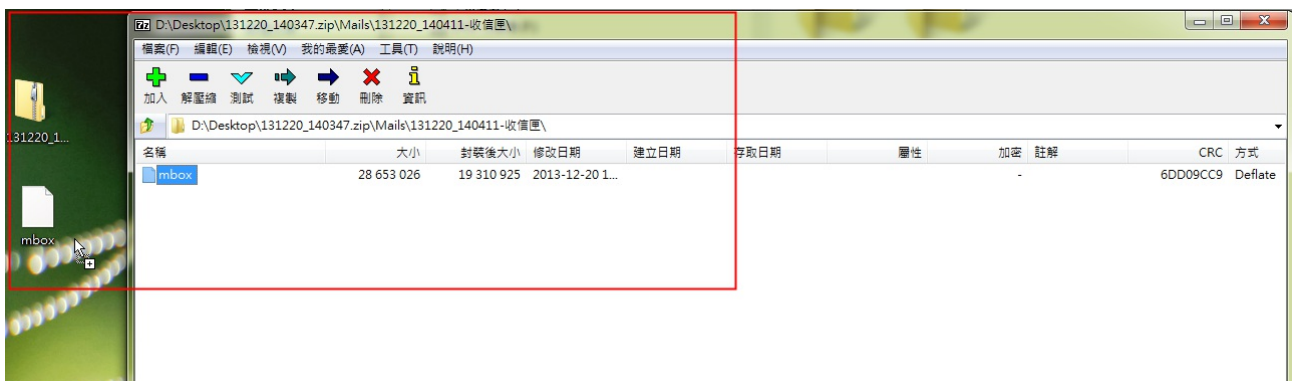 D:\Desktop\131220_140347.zip\Mails\131220_140411-收信匣\
檔案(F) 編輯(E) 檢視(V) 我的最愛(A) 工具(T) 說明(H)
加入 解壓縮 測試 複製 移動 刪除 資訊
D:\Desktop\131220_140347.zip\Mails\131220_140411-收信匣\
131220_1...
名稱 大小 封裝後大小 修改日期 建立日期 存取日期 屬性 加密 註解 CRC 方式
mbox 28 653 026 19 310 925 2013-12-20 1... - 6DD09CC9 Deflate
mbox